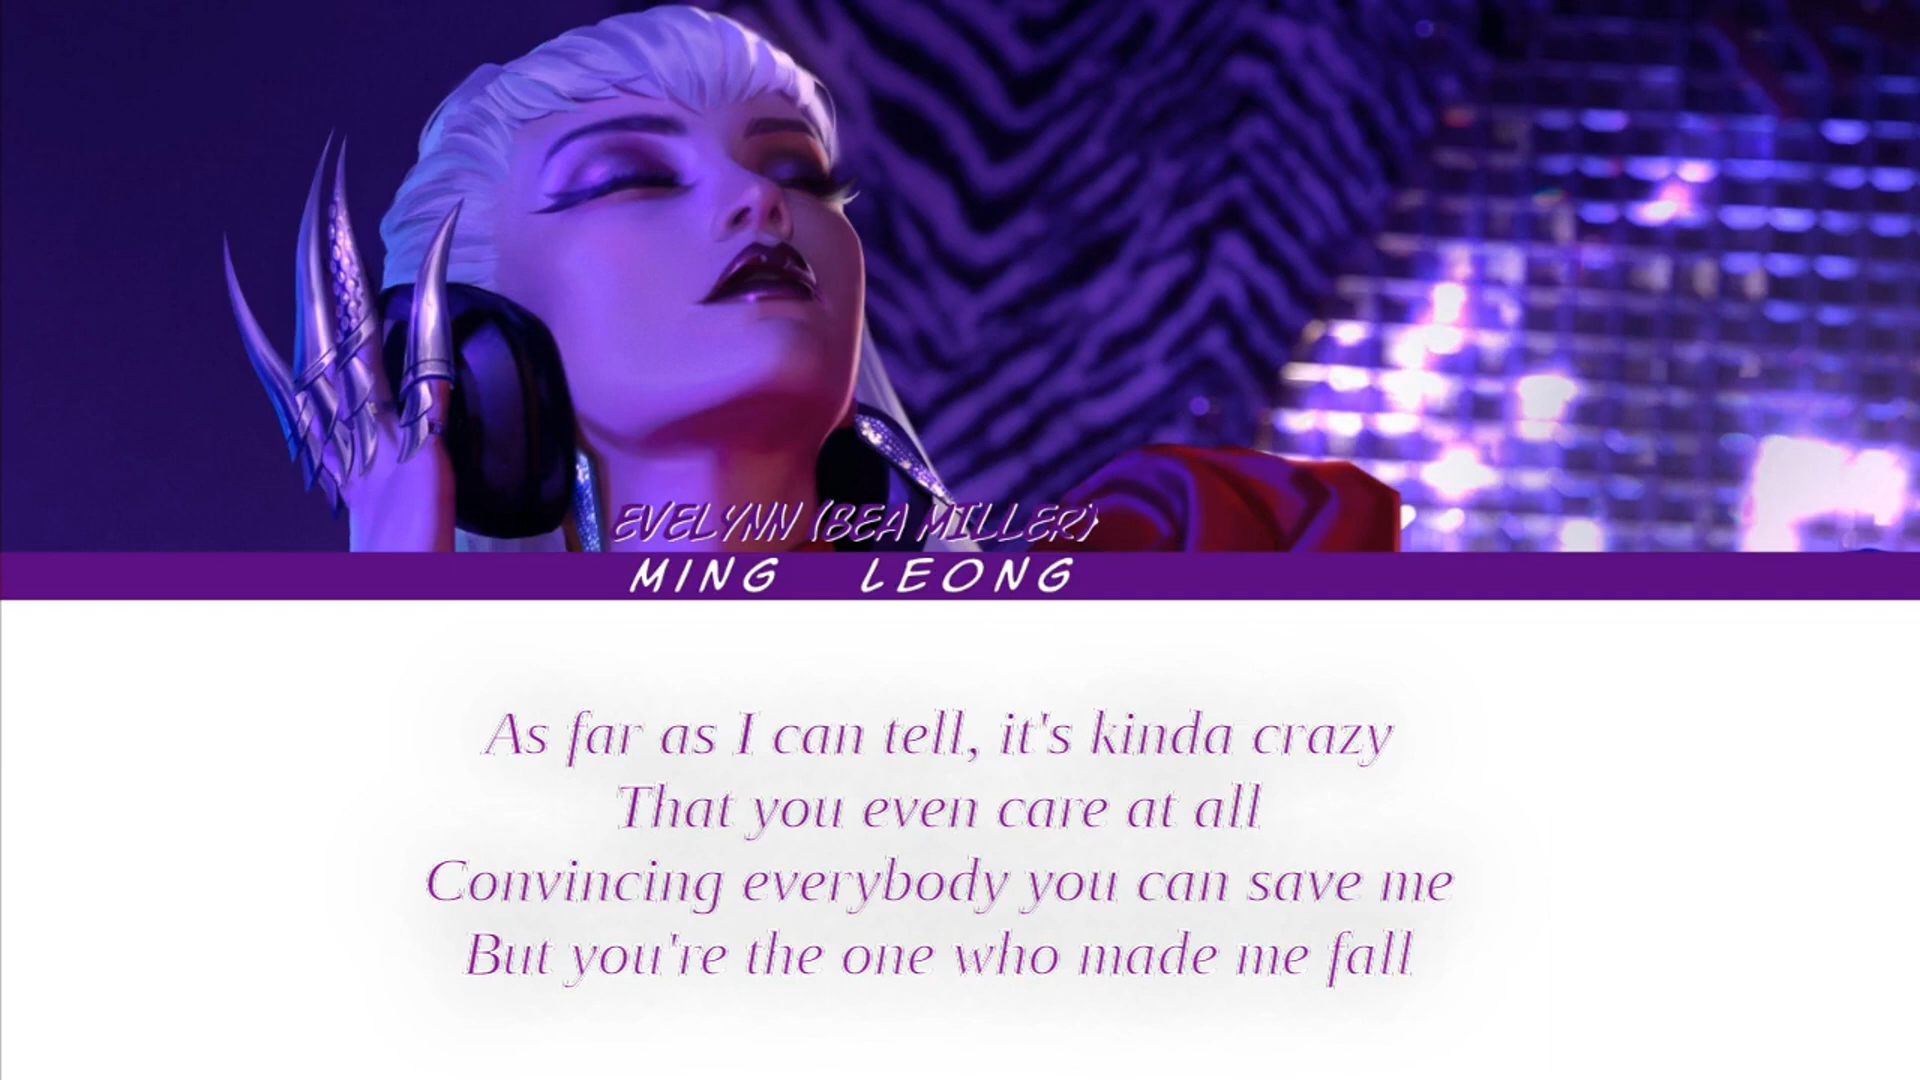 EVELYNN (BEA MILLER)
MING LEONG
As far as I can tell, it's kinda crazy
That you even care at all
Convincing everybody you can save me
But you're the one who made me fall